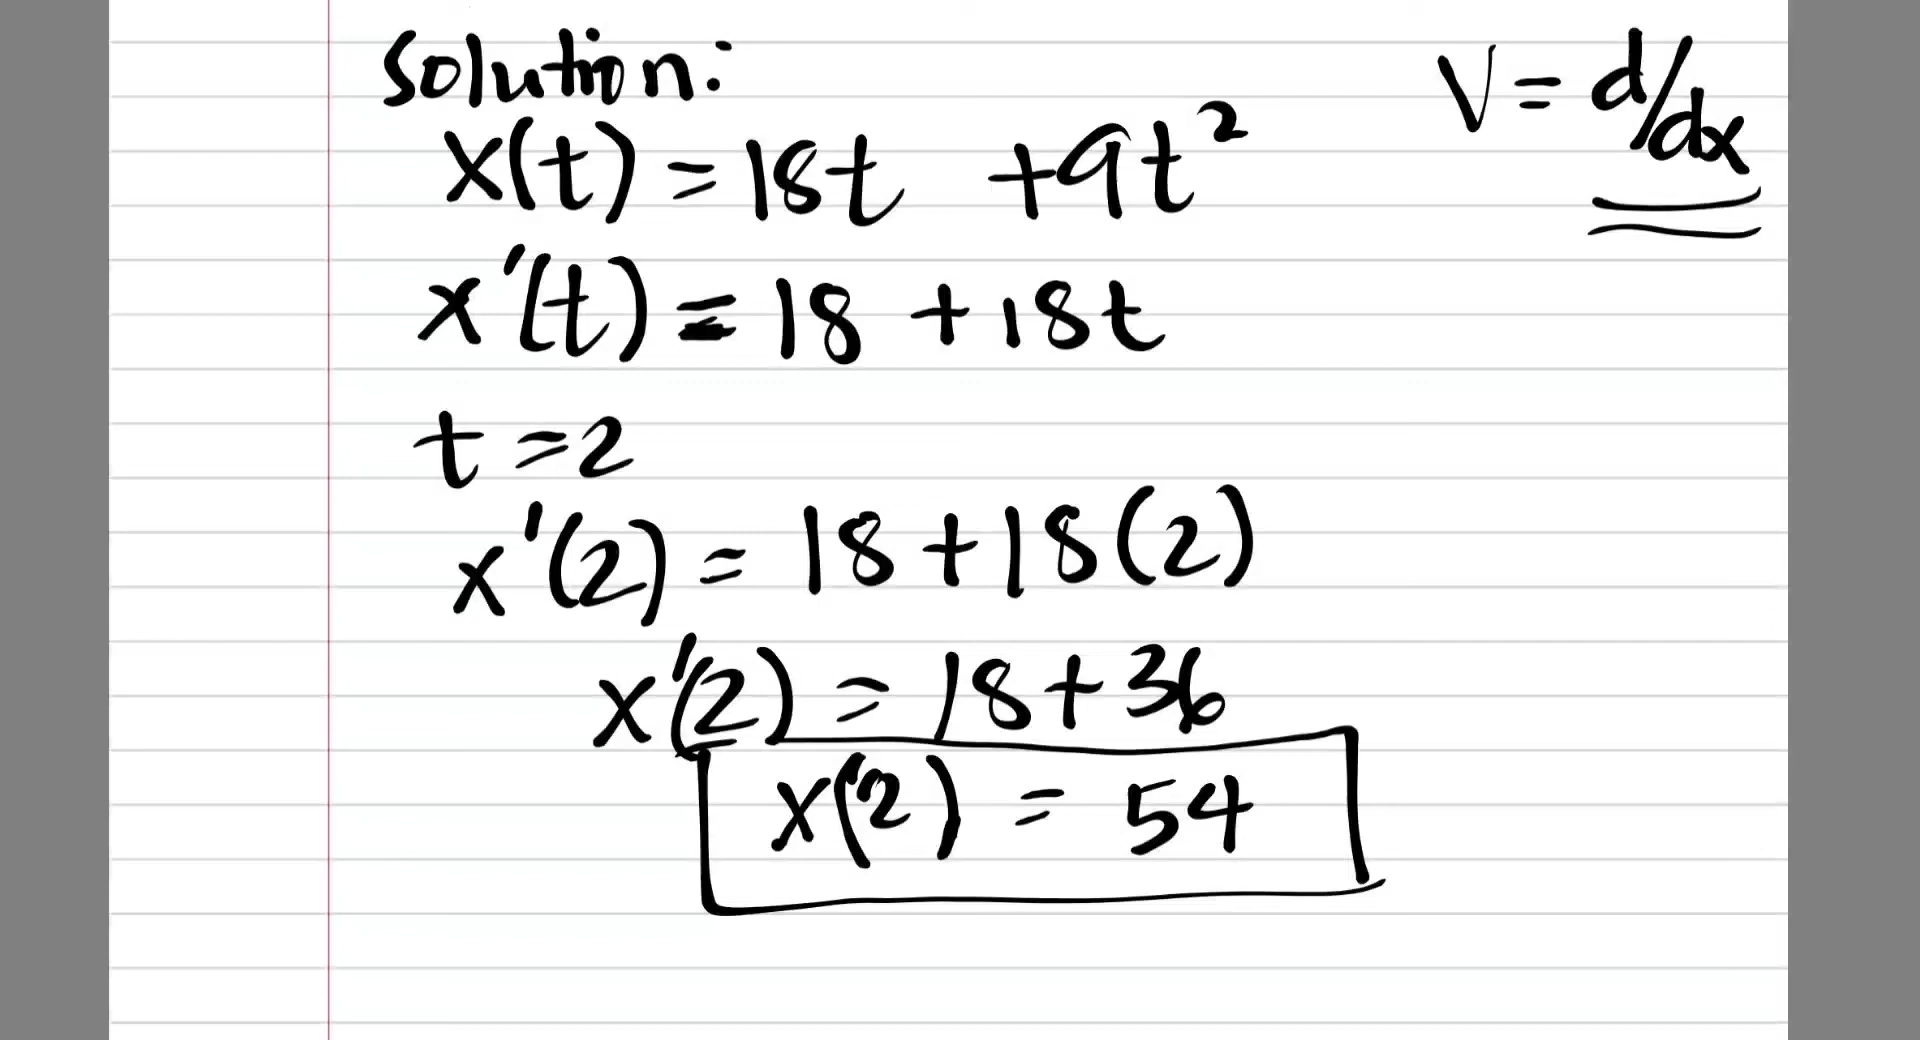 Solution:
V = d/dx
x(t) = 18t +9t²
x'(t) = 18 + 18t
t = 2
x'(2) = 18 + 18(2)
x'(2) = 18 + 36
x'(2) = 54